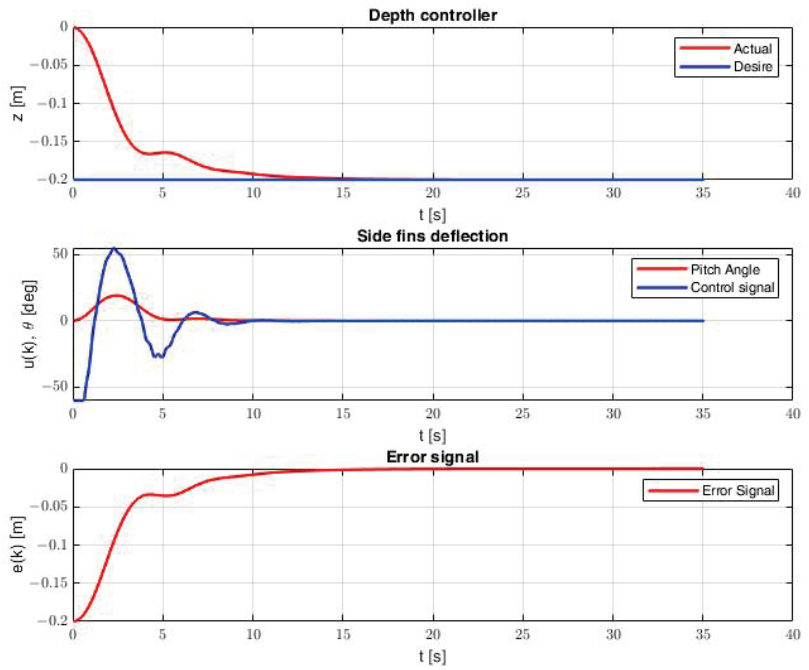 Depth controller
0
−0.05
−0.1
−0.15
−0.2
z [m]
Actual
Desire
0 5 10 15 20 25 30 35 40
t [s]
Side fins deflection
50
0
−50
u(k), θ [deg]
Pitch Angle
Control signal
0 5 10 15 20 25 30 35 40
t [s]
Error signal
0
−0.05
−0.1
−0.15
−0.2
e(k) [m]
Error Signal
0 5 10 15 20 25 30 35 40
t [s]